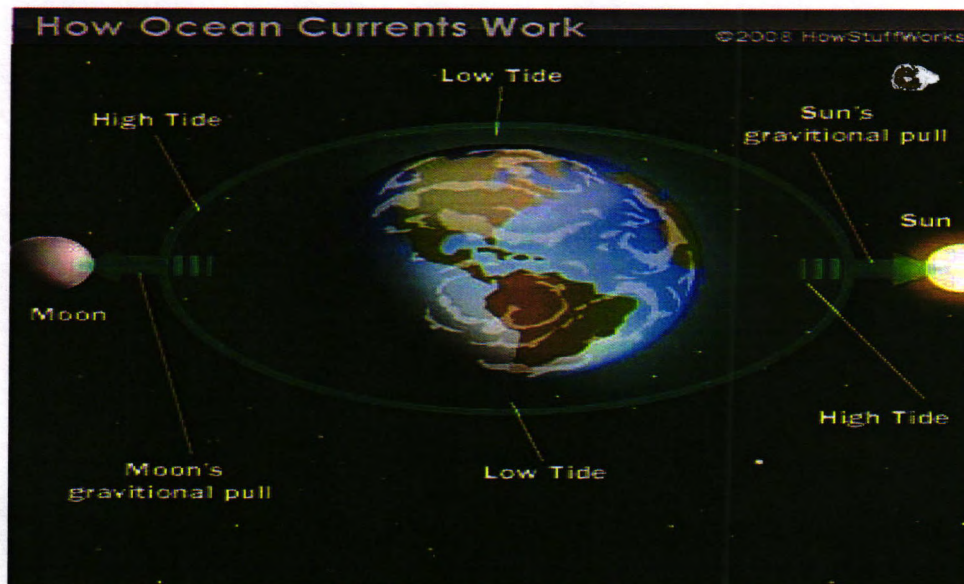 How Ocean Currents Work
©2008 HowStuffWorks
Low Tide
High Tide
Sun's
gravitional pull
Sun
Moon
High Tide
Moon's
gravitional pull
Low Tide